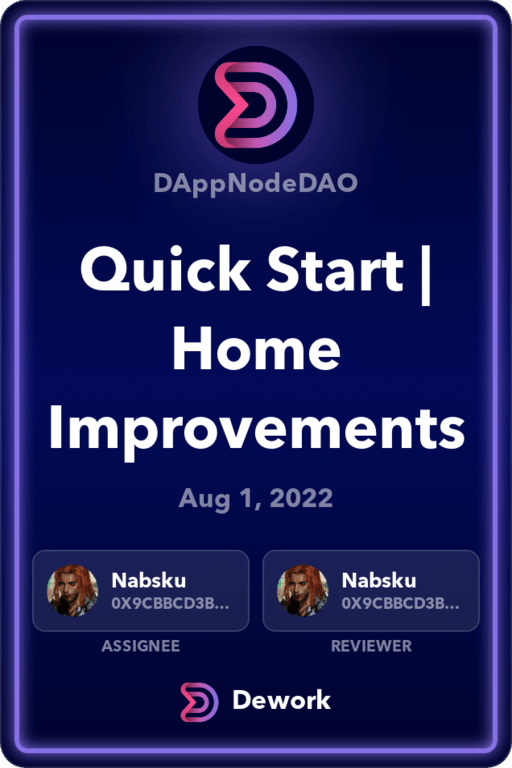 DAppNodeDAO
Quick Start |
Home
Improvements
Aug 1, 2022
Nabsku
0X9CBBCD3B...
ASSIGNEE
Nabsku
0X9CBBCD3B...
REVIEWER
Dework